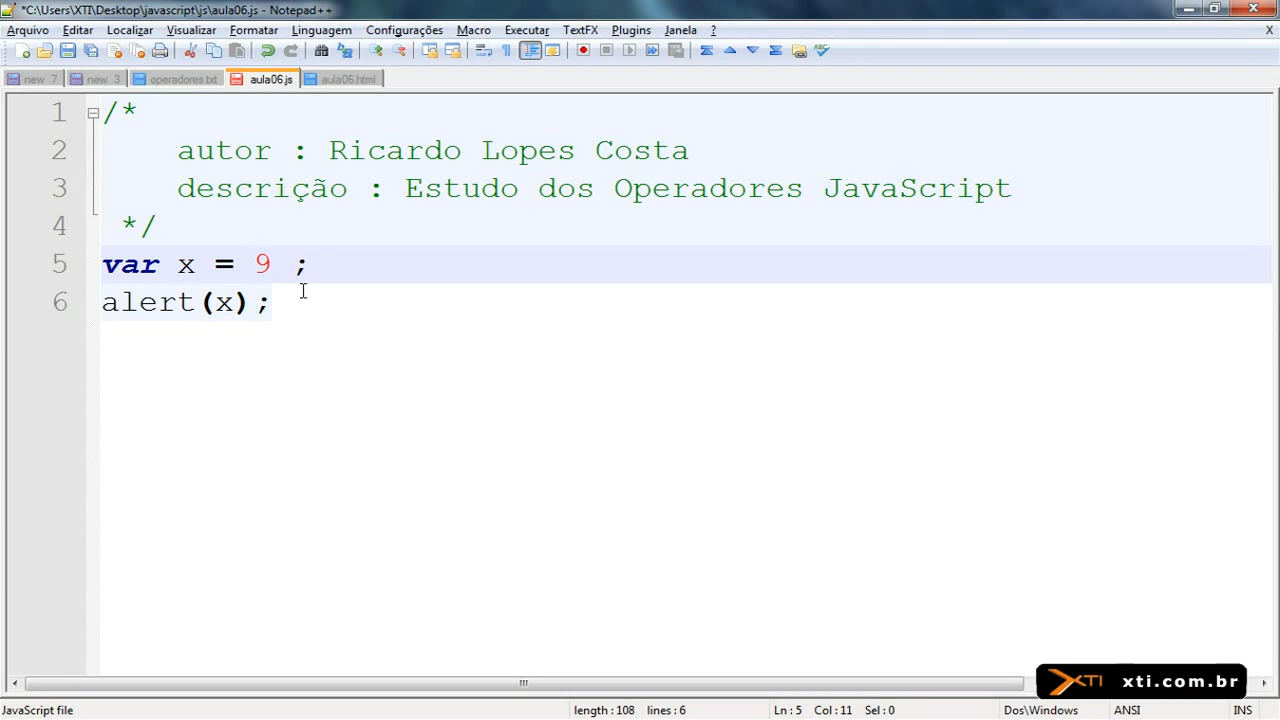 *C:\Users\XTI\Desktop\javascript\js\aula06.js - Notepad++
Arquivo Editar Localizar Visualizar Formatar Linguagem Configurações Macro Executar TextFX Plugins Janela ? X
new 7 new 3 operadores.txt aula06.js aula06.html
1 /*
2 autor : Ricardo Lopes Costa
3 descrição : Estudo dos Operadores JavaScript
4 */
5 var x = 9 ;
6 alert(x);
XTI xti.com.br
JavaScript file length : 108 lines : 6 Ln : 5 Col : 11 Sel : 0 Dos\Windows ANSI INS